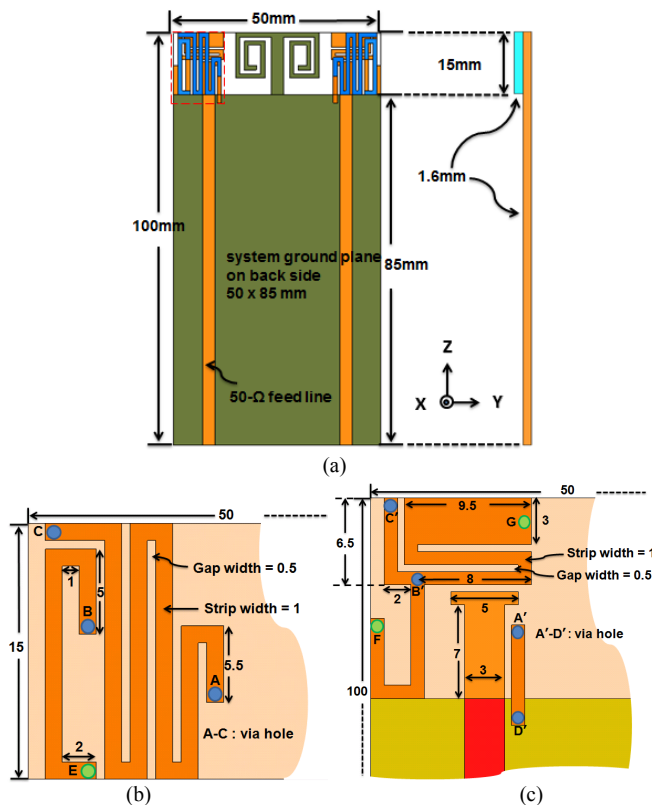 50mm
15mm
1.6mm
100mm
85mm
system ground plane
on back side
50 x 85 mm
50-Ω feed line
Z
X
Y
(a)
50
C
Gap width = 0.5
1
5
B
Strip width = 1
15
5.5
A
2
E
A-C : via hole
(b)
50
C′
9.5
G
3
6.5
Strip width = 1
Gap width = 0.5
B′
8
2
5
A′
F
A′-D′ : via hole
7
3
100
D′
(c)